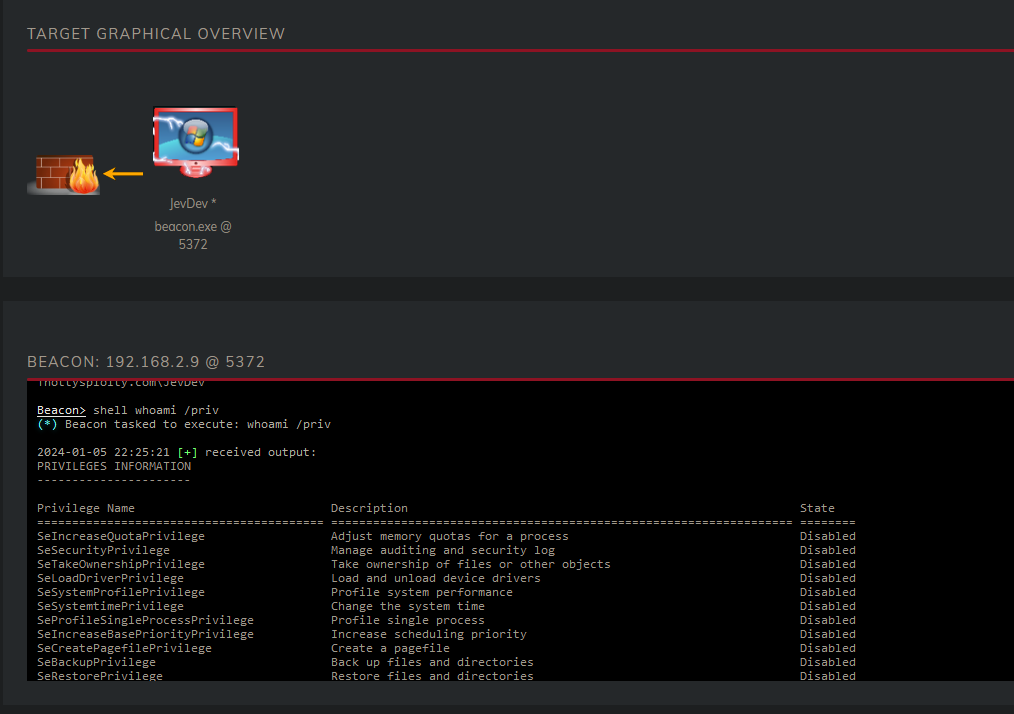 TARGET GRAPHICAL OVERVIEW
JevDev *
beacon.exe @
5372
BEACON: 192.168.2.9 @ 5372
Beacon> shell whoami /priv
(*) Beacon tasked to execute: whoami /priv
2024-01-05 22:25:21 [+] received output:
PRIVILEGES INFORMATION
----------------------
Privilege Name Description State
========================================= ================================================================== ========
SeIncreaseQuotaPrivilege Adjust memory quotas for a process Disabled
SeSecurityPrivilege Manage auditing and security log Disabled
SeTakeOwnershipPrivilege Take ownership of files or other objects Disabled
SeLoadDriverPrivilege Load and unload device drivers Disabled
SeSystemProfilePrivilege Profile system performance Disabled
SeSystemtimePrivilege Change the system time Disabled
SeProfileSingleProcessPrivilege Profile single process Disabled
SeIncreaseBasePriorityPrivilege Increase scheduling priority Disabled
SeCreatePagefilePrivilege Create a pagefile Disabled
SeBackupPrivilege Back up files and directories Disabled
SeRestorePrivilege Restore files and directories Disabled